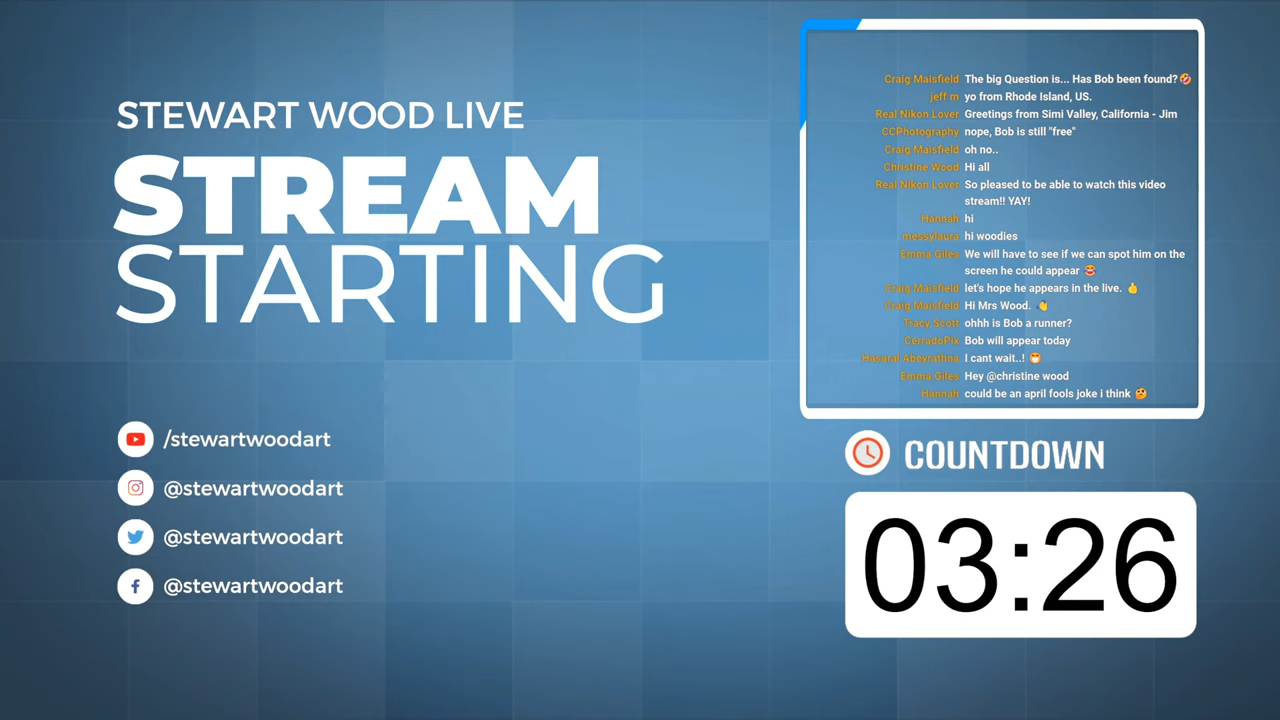 STEWART WOOD LIVE
STREAM
STARTING
/stewartwoodart
@stewartwoodart
@stewartwoodart
@stewartwoodart
Craig Maisfield The big Question is... Has Bob been found?🤣
jeff m yo from Rhode Island, US.
Real Nikon Lover Greetings from Simi Valley, California - Jim
CCPhotography nope, Bob is still "free"
Craig Maisfield oh no..
Christine Wood Hi all
Real Nikon Lover So pleased to be able to watch this video
stream!! YAY!
Hannah hi
messylaura hi woodies
Emma Giles We will have to see if we can spot him on the
screen he could appear 🥰
Craig Maisfield let's hope he appears in the live. 👍
Craig Maisfield Hi Mrs Wood. 👋
Tracy Scott ohhh is Bob a runner?
CerradoPix Bob will appear today
Hasaral Abeyrathna I cant wait..! 😷
Emma Giles Hey @christine wood
Hannah could be an april fools joke i think 🤔
COUNTDOWN
03:26